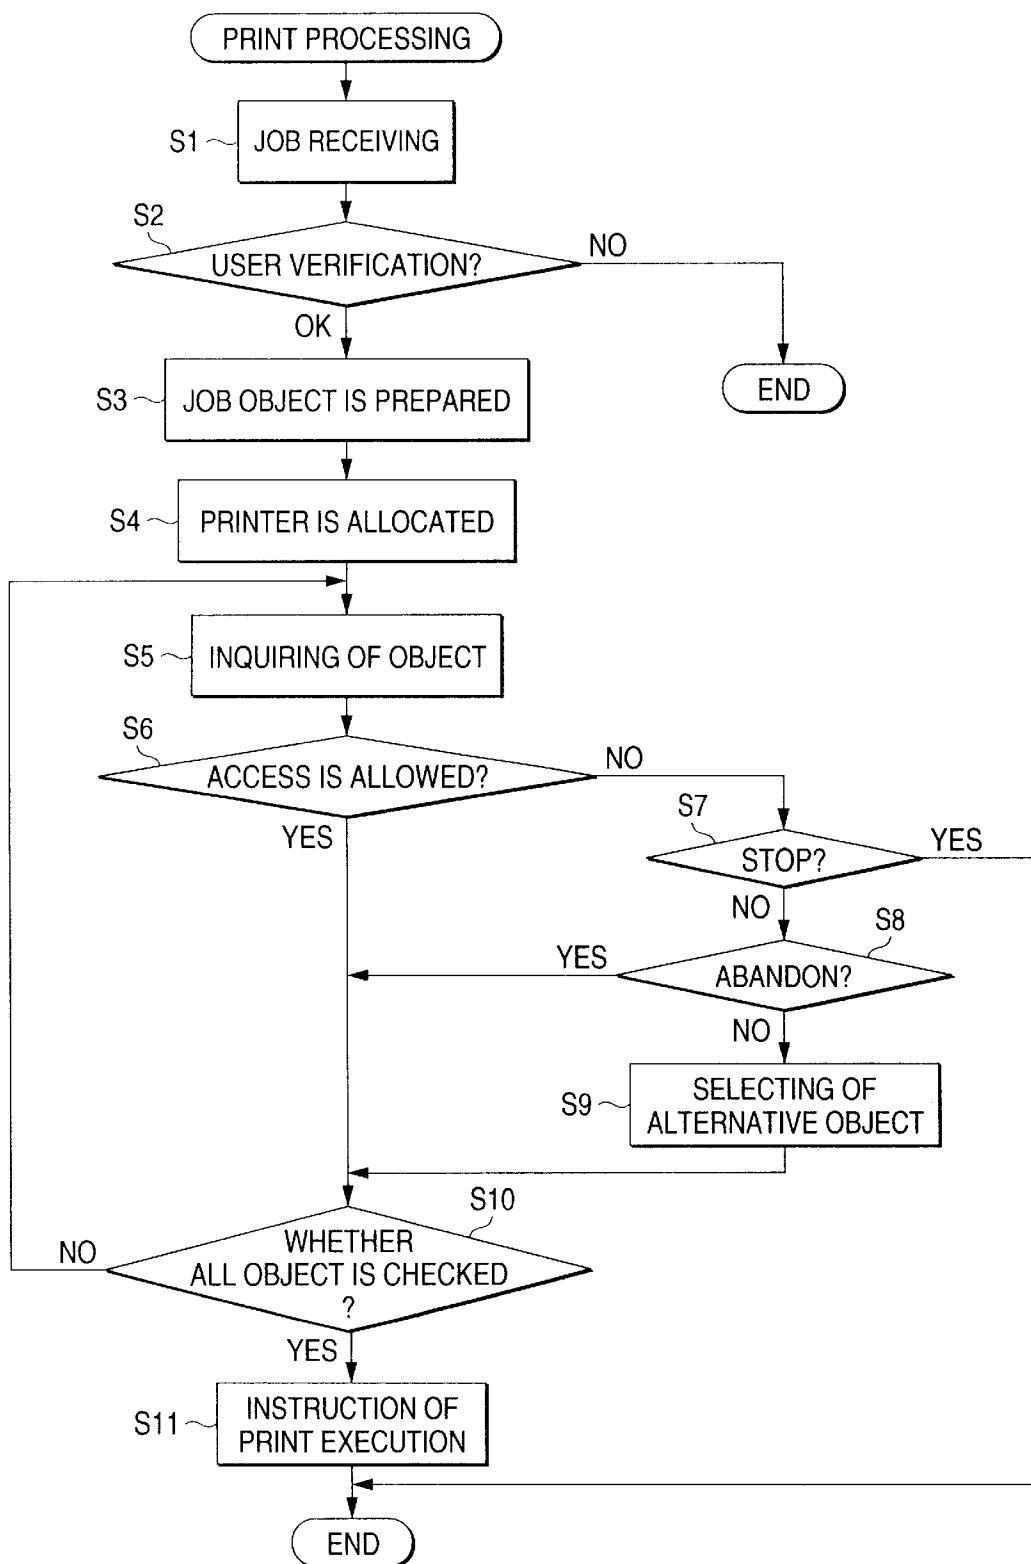 PRINT PROCESSING
S1
JOB RECEIVING
S2
USER VERIFICATION?
NO
OK
END
S3
JOB OBJECT IS PREPARED
S4
PRINTER IS ALLOCATED
S5
INQUIRING OF OBJECT
S6
ACCESS IS ALLOWED?
NO
YES
S7
STOP?
YES
NO
S8
ABANDON?
YES
NO
S9
SELECTING OF
ALTERNATIVE OBJECT
S10
WHETHER
ALL OBJECT IS CHECKED
?
NO
YES
S11
INSTRUCTION OF
PRINT EXECUTION
END